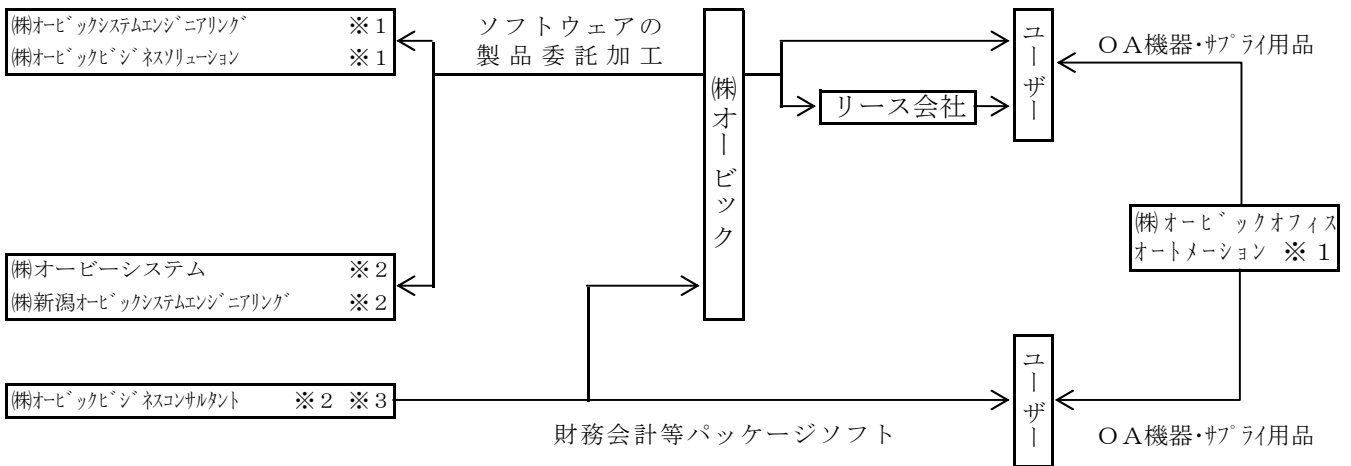 ㈱ｵｰﾋﾞｯｸｼｽﾃﾑｴﾝｼﾞﾆｱﾘﾝｸﾞ ※１
㈱ｵｰﾋﾞｯｸﾋﾞｼﾞﾈｽｿﾘｭｰｼｮﾝ ※１
ソフトウェアの
製品委託加工
㈱オービック
ユーザー
リース会社
ＯＡ機器･ｻﾌﾟﾗｲ用品
㈱オービックオフィス
オートメーション ※１
㈱オービーシステム ※２
㈱新潟ｵｰﾋﾞｯｸｼｽﾃﾑｴﾝｼﾞﾆｱﾘﾝｸﾞ ※２
㈱ｵｰﾋﾞｯｸﾋﾞｼﾞﾈｽｺﾝｻﾙﾀﾝﾄ ※２ ※３
ユーザー
財務会計等パッケージソフト
ＯＡ機器･ｻﾌﾟﾗｲ用品